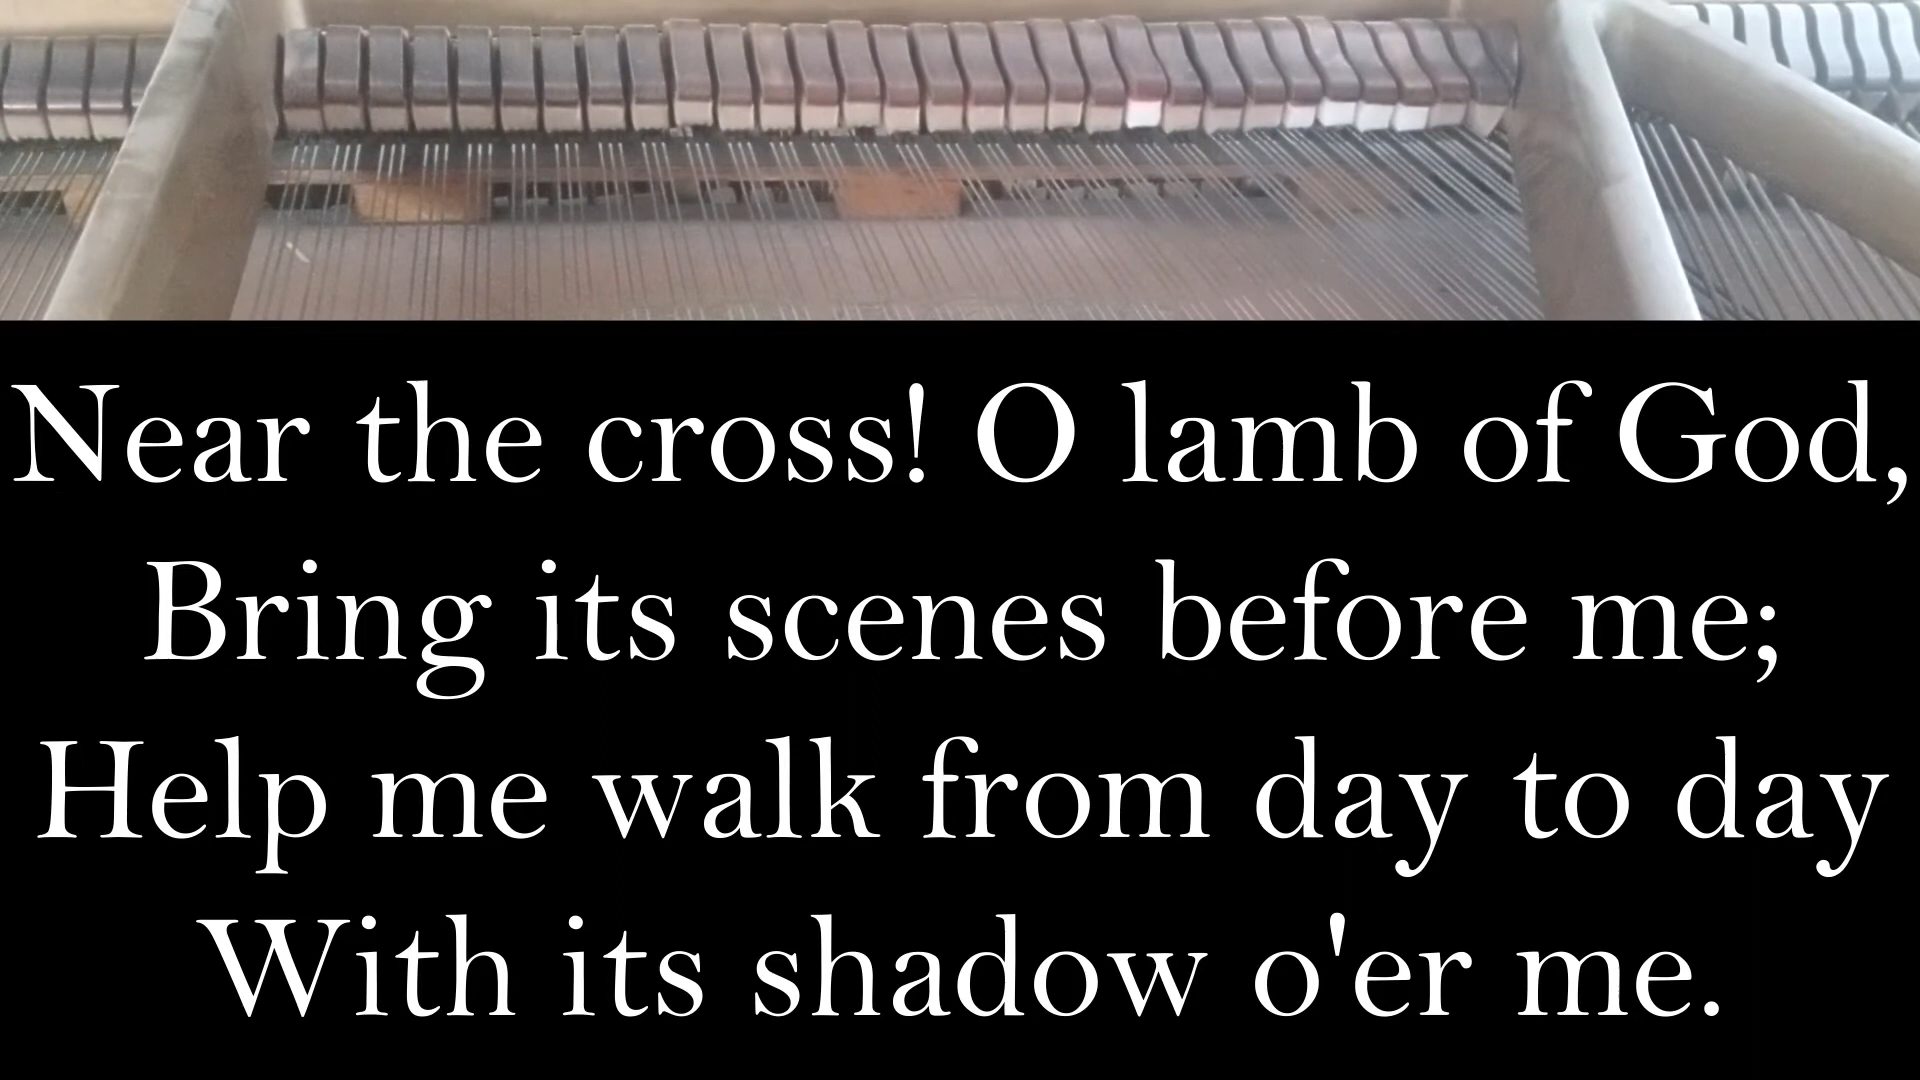 Near the cross! O lamb of God,
Bring its scenes before me;
Help me walk from day to day
With its shadow o'er me.